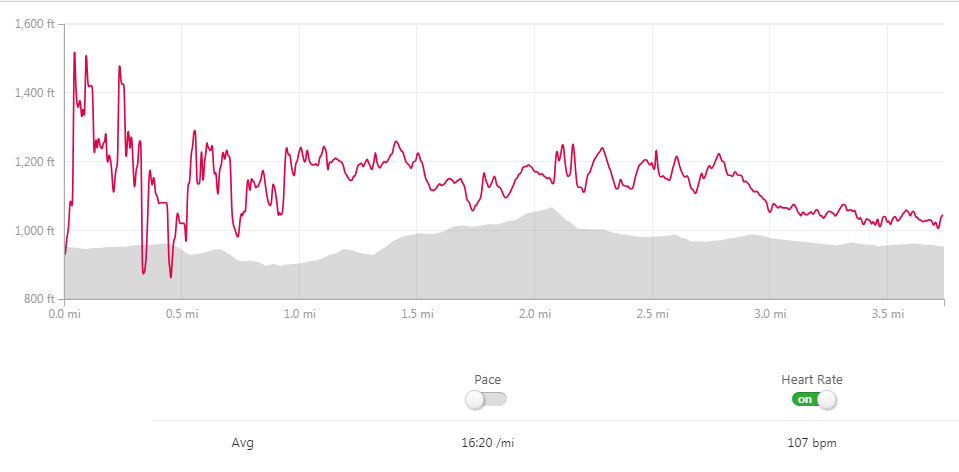 1,600 ft
1,400 ft
1,200 ft
1,000 ft
800 ft
0.0 mi 0.5 mi 1.0 mi 1.5 mi 2.0 mi 2.5 mi 3.0 mi 3.5 mi
Pace Heart Rate
on
Avg 16:20 /mi 107 bpm